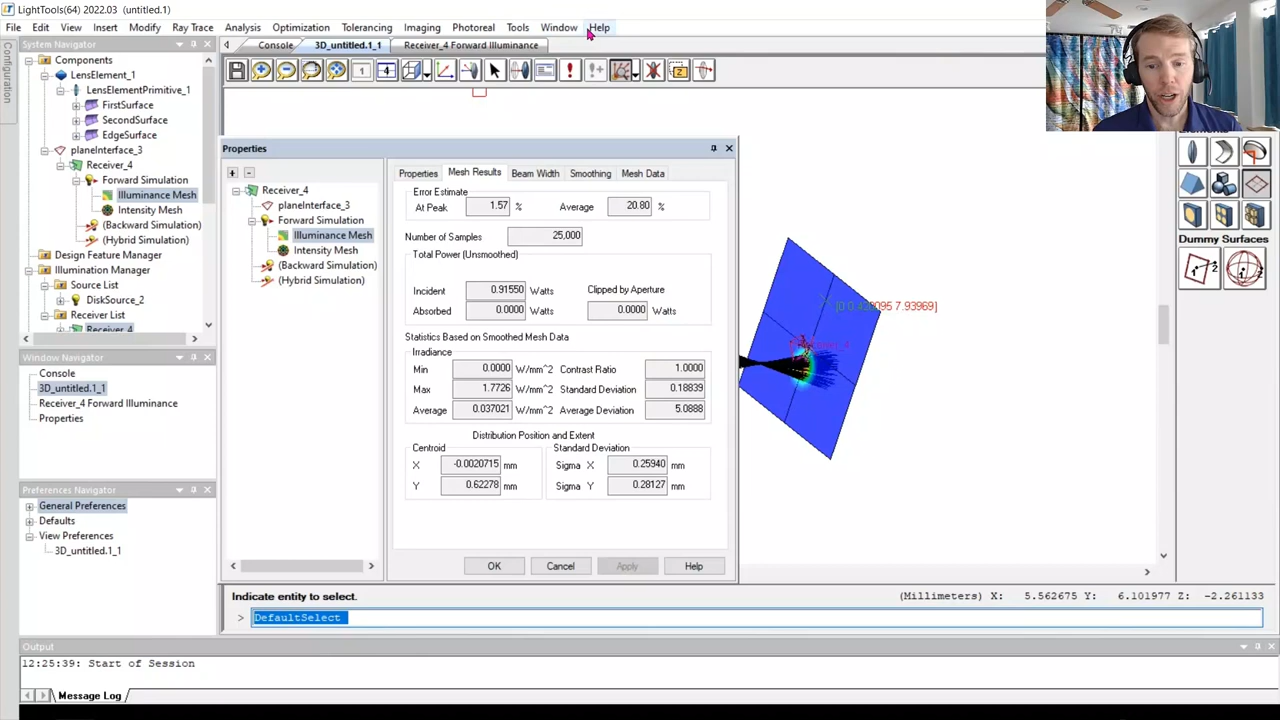 LightTools(64) 2022.03 (untitled.1)
File Edit View Insert Modify Ray Trace Analysis Optimization Tolerancing Imaging Photoreal Tools Window Help
System Navigator
Console 3D_untitled.1_1 Receiver_4 Forward Illuminance
Configuration
Components
LensElement_1
LensElementPrimitive_1
FirstSurface
SecondSurface
EdgeSurface
planeInterface_3
Receiver_4
Forward Simulation
Illuminance Mesh
Intensity Mesh
(Backward Simulation)
(Hybrid Simulation)
Design Feature Manager
Illumination Manager
Source List
DiskSource_2
Receiver List
Receiver_4
Window Navigator
Console
3D_untitled.1_1
Receiver_4 Forward Illuminance
Properties
Preferences Navigator
General Preferences
Defaults
View Preferences
3D_untitled.1_1
Properties
Receiver_4
planeInterface_3
Forward Simulation
Illuminance Mesh
Intensity Mesh
(Backward Simulation)
(Hybrid Simulation)
Properties Mesh Results Beam Width Smoothing Mesh Data
Error Estimate
At Peak 1.57 % Average 20.80 %
Number of Samples 25,000
Total Power (Unsmoothed)
Incident 0.91550 Watts Clipped by Aperture
Absorbed 0.0000 Watts 0.0000 Watts
Statistics Based on Smoothed Mesh Data
Irradiance
Min 0.0000 W/mm^2 Contrast Ratio 1.0000
Max 1.7726 W/mm^2 Standard Deviation 0.18839
Average 0.037021 W/mm^2 Average Deviation 5.0888
Distribution Position and Extent
Centroid Standard Deviation
X -0.0020715 mm Sigma X 0.25940 mm
Y 0.62278 mm Sigma Y 0.28127 mm
OK Cancel Apply Help
Dummy Surfaces
Indicate entity to select.
(Millimeters) X: 5.562675 Y: 6.101977 Z: -2.261133
> DefaultSelect
Output
12:25:39: Start of Session
Message Log